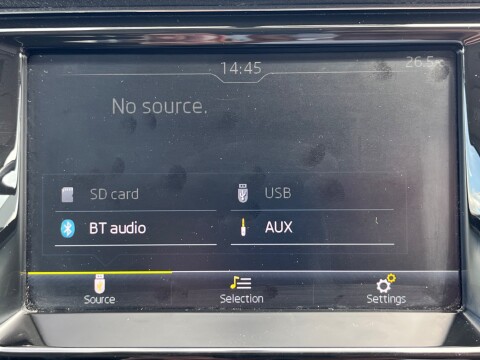 14:45
26.5°C
No source.
SD card
USB
BT audio
AUX
Source
Selection
Settings